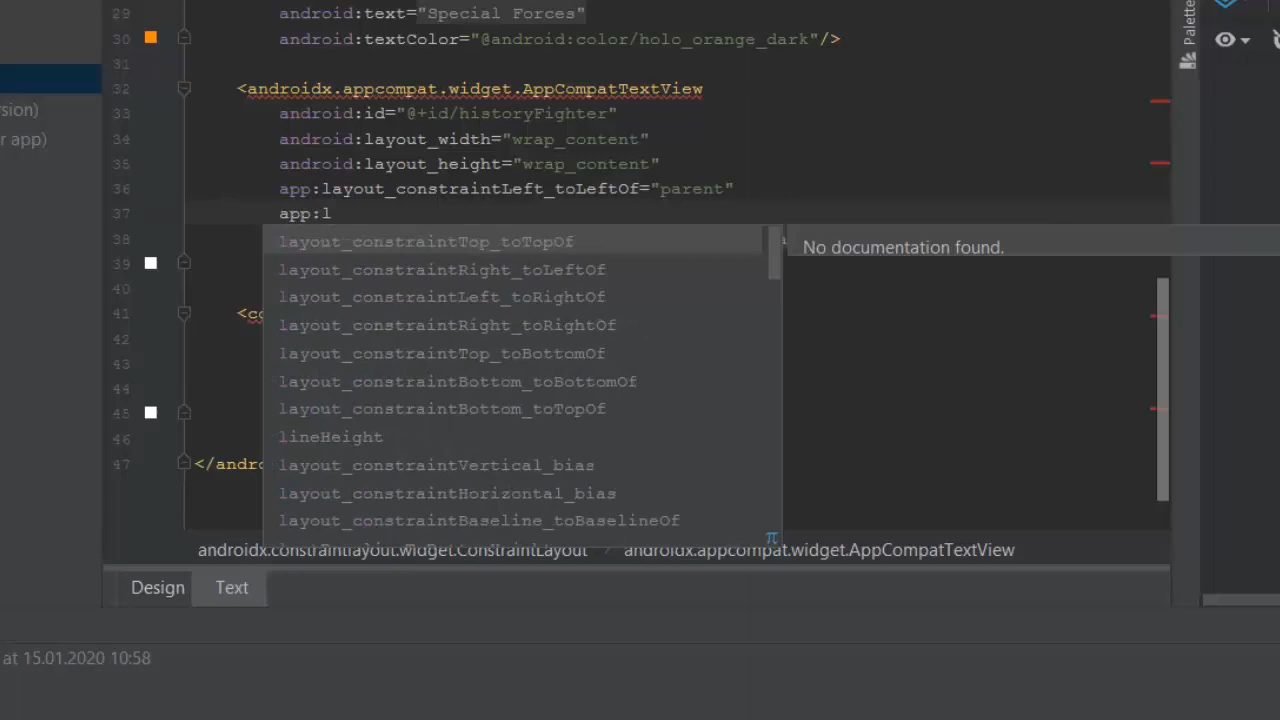 29 android:text="Special Forces"
30 android:textColor="@android:color/holo_orange_dark"/>
31
32 <androidx.appcompat.widget.AppCompatTextView
33 android:id="@+id/historyFighter"
34 android:layout_width="wrap_content"
35 android:layout_height="wrap_content"
36 app:layout_constraintLeft_toLeftOf="parent"
37 app:l
38 layout_constraintTop_toTopOf
No documentation found.
39 layout_constraintRight_toLeftOf
40 layout_constraintLeft_toRightOf
41 <co layout_constraintRight_toRightOf
42 layout_constraintTop_toBottomOf
43 layout_constraintBottom_toBottomOf
44 layout_constraintBottom_toTopOf
45 lineHeight
46 layout_constraintVertical_bias
47 </andro layout_constraintHorizontal_bias
layout_constraintBaseline_toBaselineOf
π
androidx.constraintlayout.widget.ConstraintLayout androidx.appcompat.widget.AppCompatTextView
Design Text
at 15.01.2020 10:58
sion)
r app)
Palette